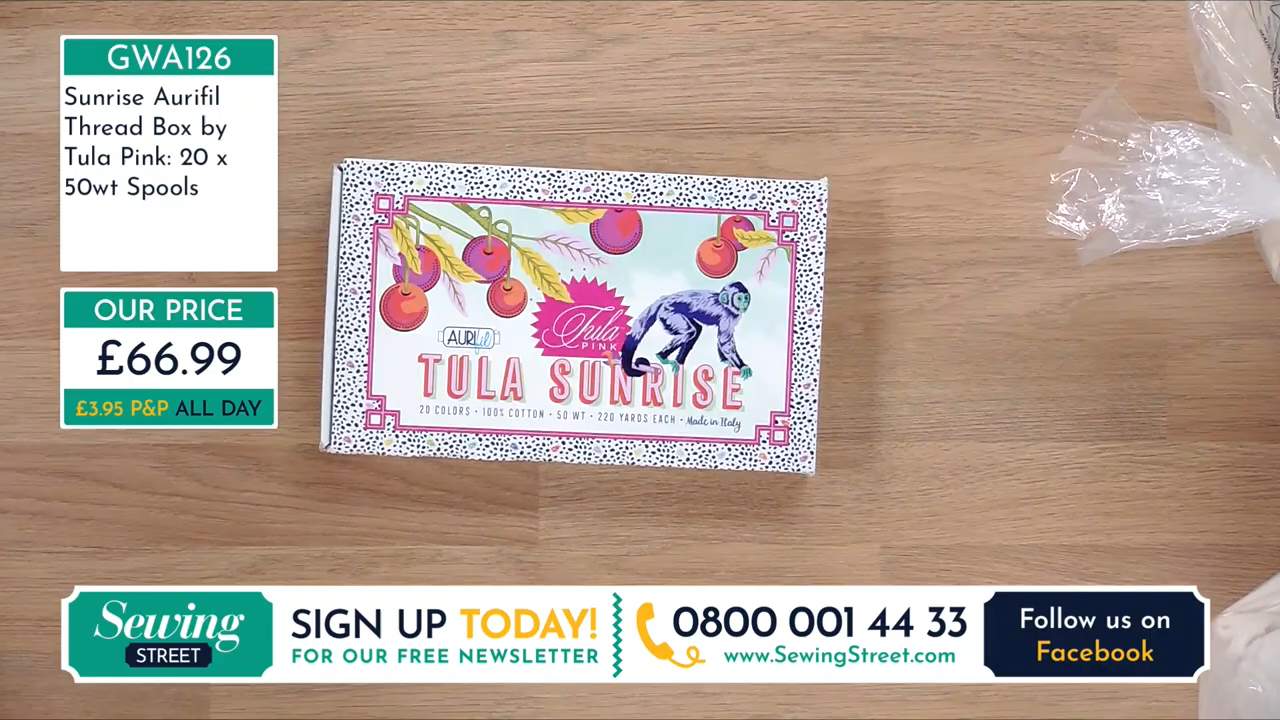 GWA126
Sunrise Aurifil
Thread Box by
Tula Pink: 20 x
50wt Spools
OUR PRICE
£66.99
£3.95 P&P ALL DAY
AURIfil
Tula
PINK
TULA SUNRISE
20 COLORS • 100% COTTON • 50 WT • 220 YARDS EACH • Made in Italy
Sewing
STREET
SIGN UP TODAY!
FOR OUR FREE NEWSLETTER
0800 001 44 33
www.SewingStreet.com
Follow us on
Facebook